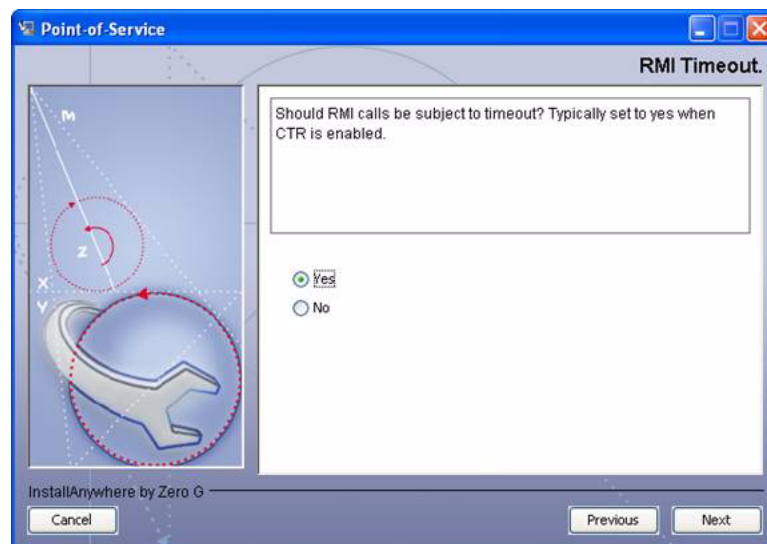 Point-of-Service
RMI Timeout.
M
Z
X
Y
Should RMI calls be subject to timeout? Typically set to yes when
CTR is enabled.
Yes
No
InstallAnywhere by Zero G
Cancel
Previous
Next